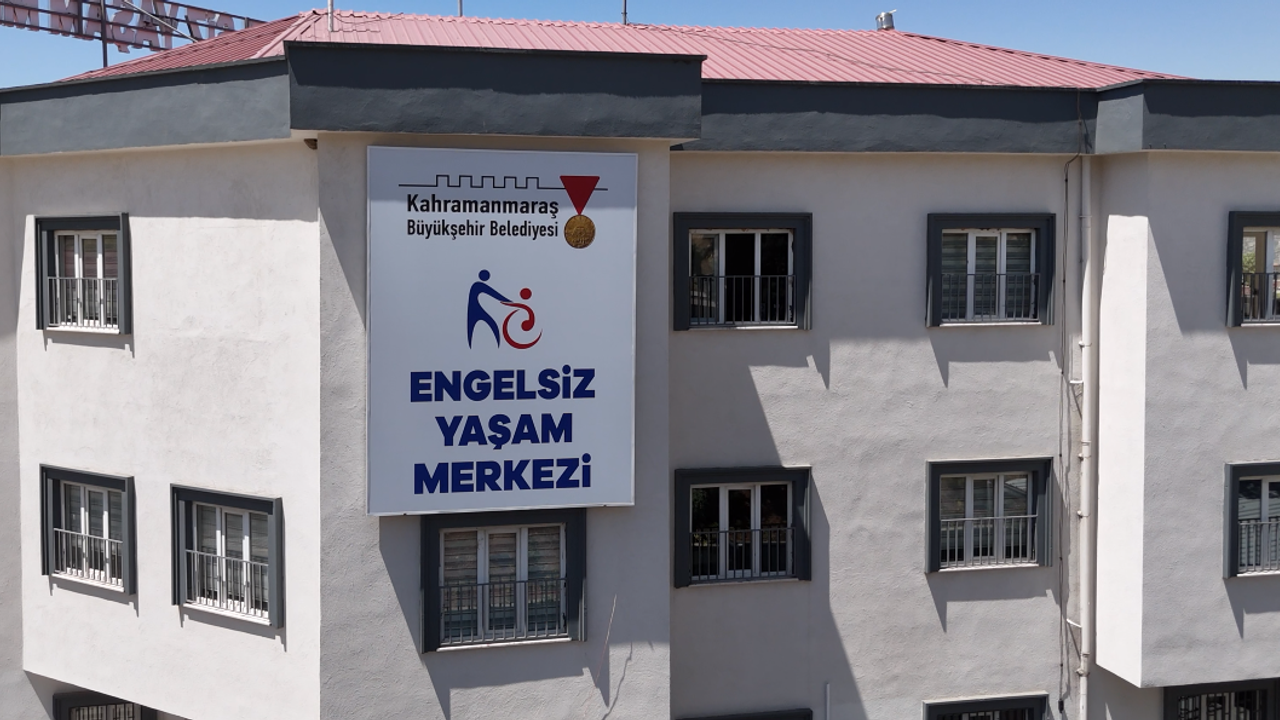 Kahramanmaraş
Büyükşehir Belediyesi
ENGELSİZ
YAŞAM
MERKEZİ